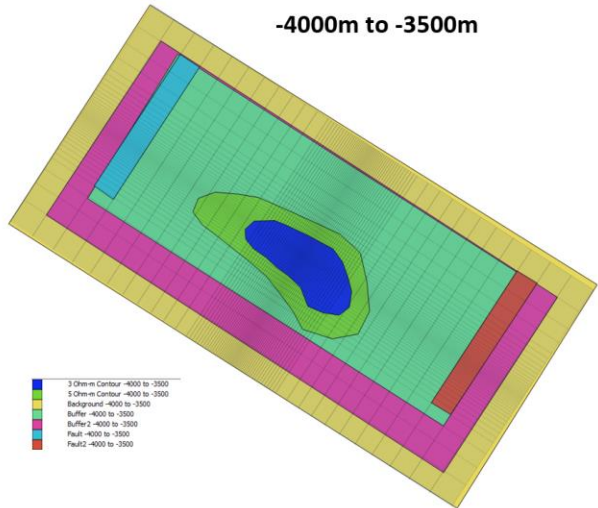 -4000m to -3500m
3 Ohm-m Contour -4000 to -3500
5 Ohm-m Contour -4000 to -3500
Background -4000 to -3500
Buffer -4000 to -3500
Buffer2 -4000 to -3500
Fault -4000 to -3500
Fault2 -4000 to -3500